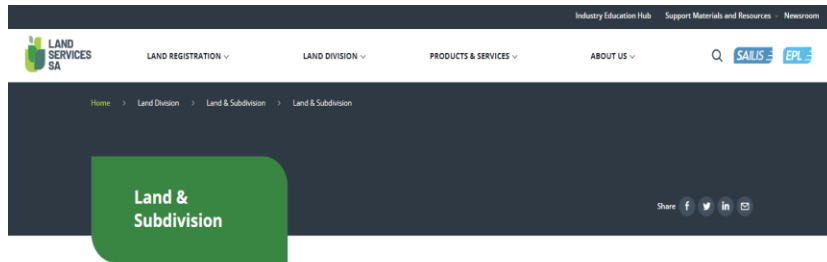 Industry Education Hub Support Materials and Resources Newsroom
LAND
SERVICES
SA
LAND REGISTRATION LAND DIVISION PRODUCTS & SERVICES ABOUT US SAILIS EPL
Home > Land Division > Land & Subdivision > Land & Subdivision
Land &
Subdivision
Share f in